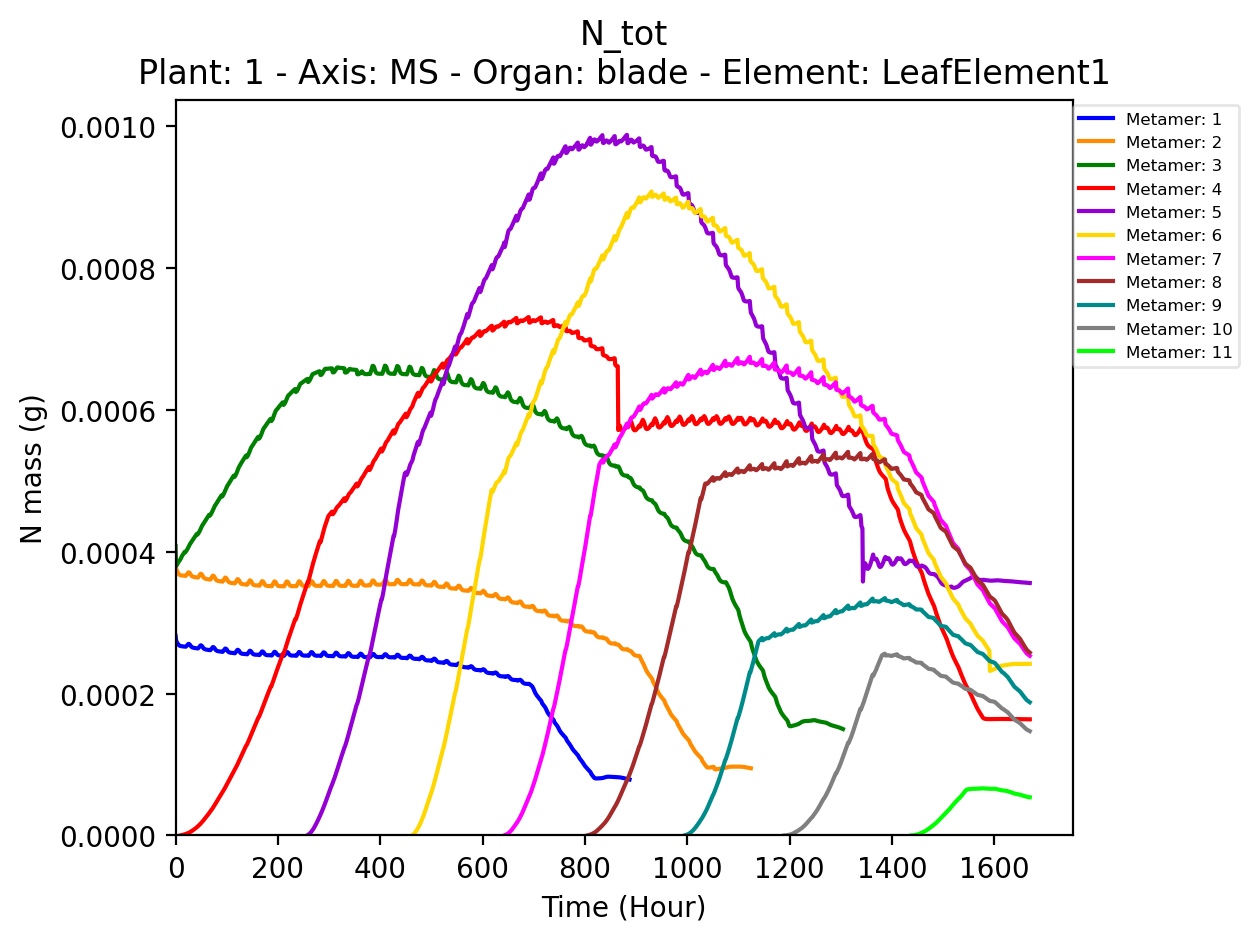 N_tot
Plant: 1 - Axis: MS - Organ: blade - Element: LeafElement1
0.0010
0.0008
0.0006
0.0004
0.0002
0.0000
N mass (g)
0 200 400 600 800 1000 1200 1400 1600
Time (Hour)
Metamer: 1
Metamer: 2
Metamer: 3
Metamer: 4
Metamer: 5
Metamer: 6
Metamer: 7
Metamer: 8
Metamer: 9
Metamer: 10
Metamer: 11